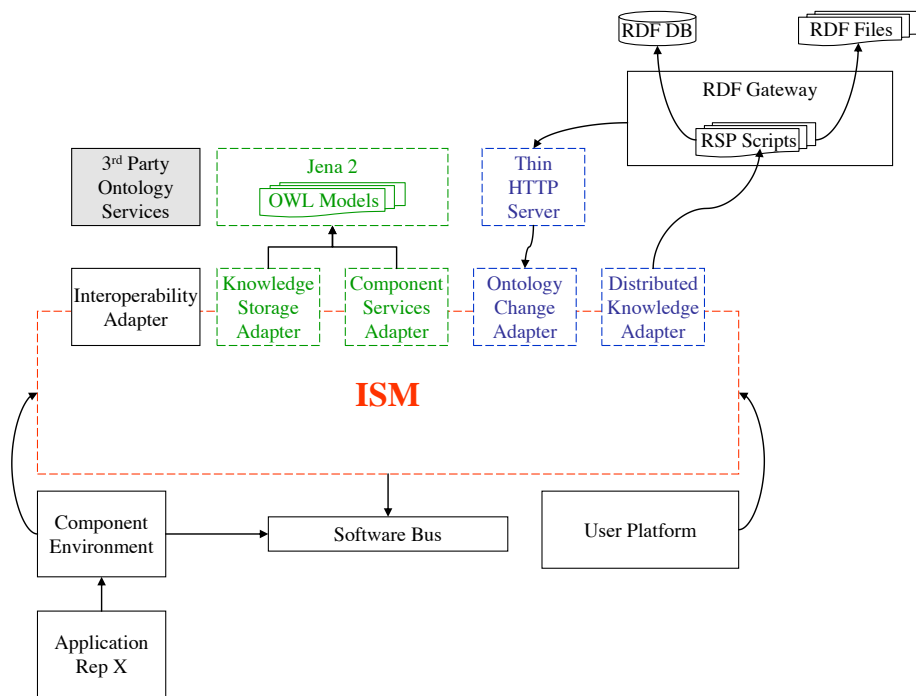 RDF DB
RDF Files
RDF Gateway
RSP Scripts
3rd Party
Ontology
Services
Jena 2
OWL Models
Thin
HTTP
Server
Interoperability
Adapter
Knowledge
Storage
Adapter
Component
Services
Adapter
Ontology
Change
Adapter
Distributed
Knowledge
Adapter
ISM
Component
Environment
Software Bus
User Platform
Application
Rep X